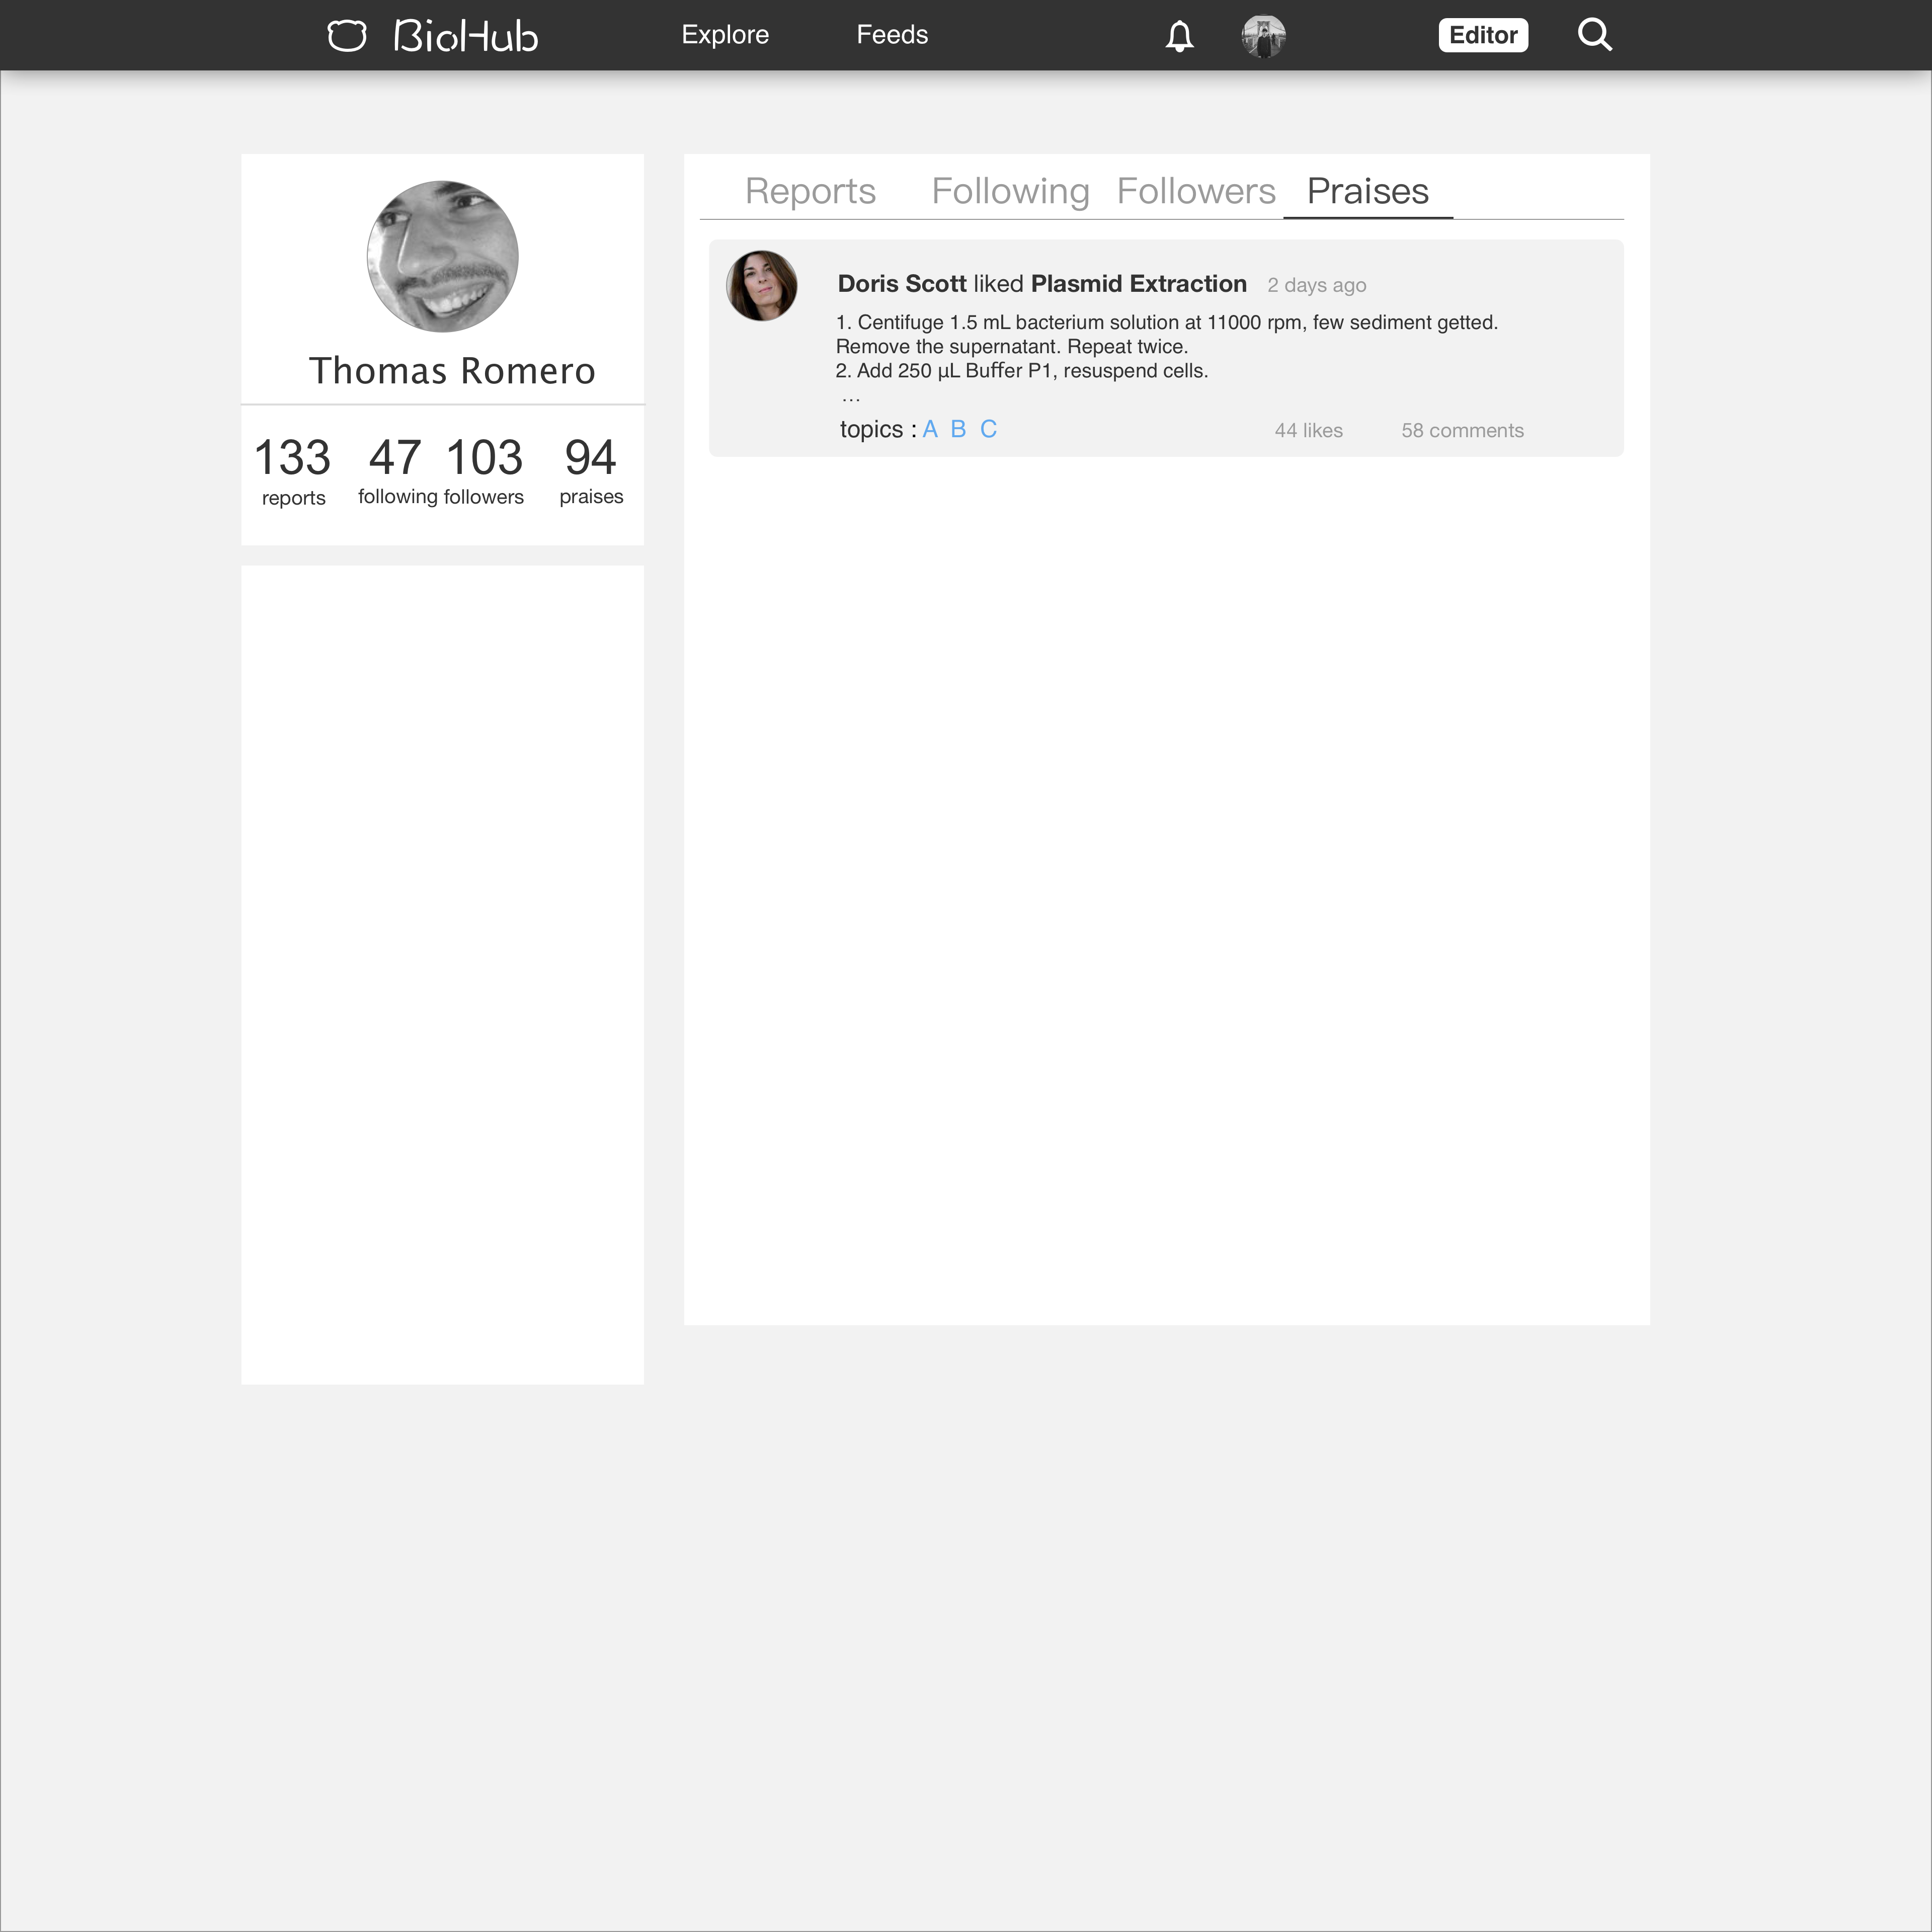 BioHub Explore Feeds Editor
Thomas Romero
133 47 103 94
reports following followers praises
Reports Following Followers Praises
Doris Scott liked Plasmid Extraction 2 days ago
1. Centifuge 1.5 mL bacterium solution at 11000 rpm, few sediment getted.
Remove the supernatant. Repeat twice.
2. Add 250 µL Buffer P1, resuspend cells.
...
topics : A B C 44 likes 58 comments